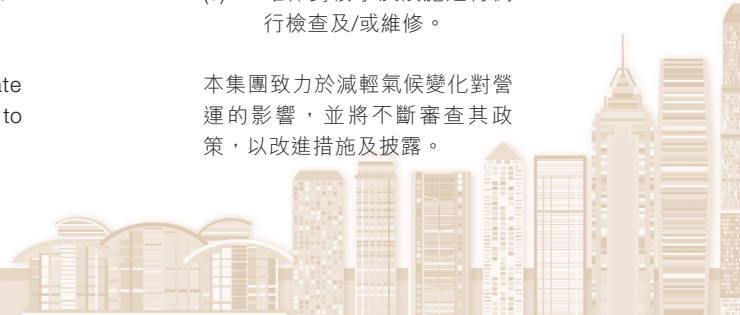 行檢查及/或維修。
ate
to
本集團致力於減輕氣候變化對營
運的影響，並將不斷審查其政
策，以改進措施及披露。